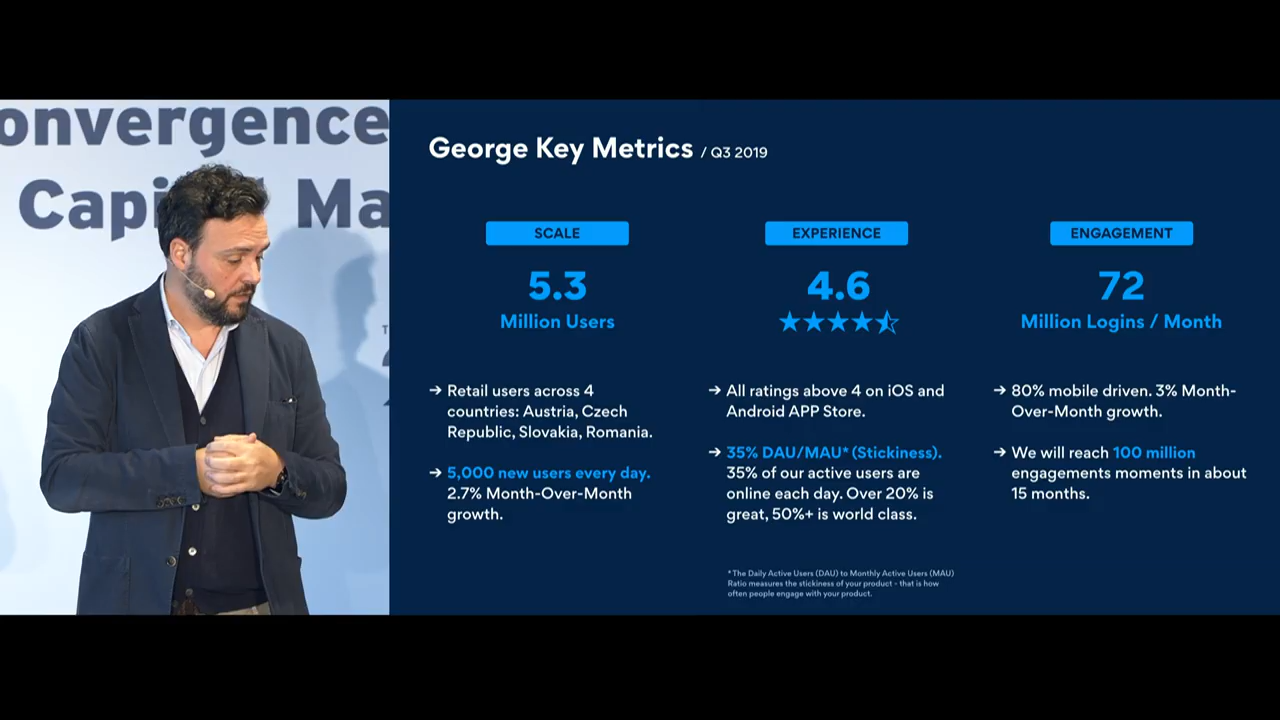 onvergence
Capi Ma
George Key Metrics / Q3 2019
SCALE
5.3
Million Users
→ Retail users across 4
countries: Austria, Czech
Republic, Slovakia, Romania.
→ 5,000 new users every day.
2.7% Month-Over-Month
growth.
EXPERIENCE
4.6
→ All ratings above 4 on iOS and
Android APP Store.
→ 35% DAU/MAU* (Stickiness).
35% of our active users are
online each day. Over 20% is
great, 50%+ is world class.
* The Daily Active Users (DAU) to Monthly Active Users (MAU)
Ratio measures the stickiness of your product - that is how
often people engage with your product.
ENGAGEMENT
72
Million Logins / Month
→ 80% mobile driven. 3% Month-
Over-Month growth.
→ We will reach 100 million
engagements moments in about
15 months.